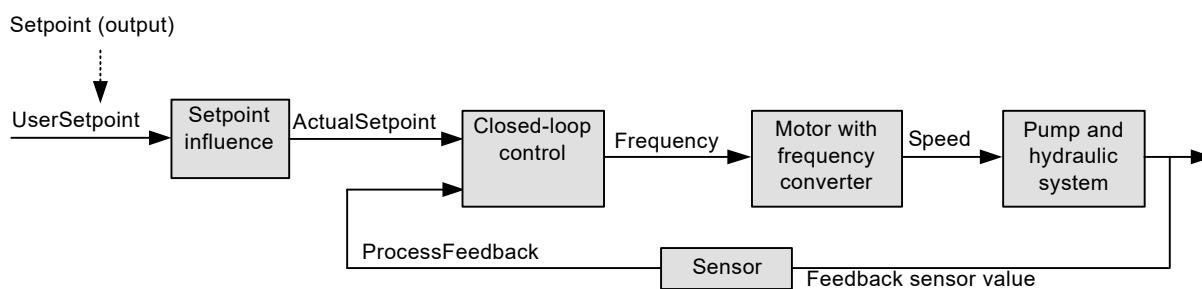 Setpoint (output)
UserSetpoint
Setpoint
influence
ActualSetpoint
Closed-loop
control
Frequency
Motor with
frequency
converter
Speed
Pump and
hydraulic
system
ProcessFeedback
Sensor
Feedback sensor value